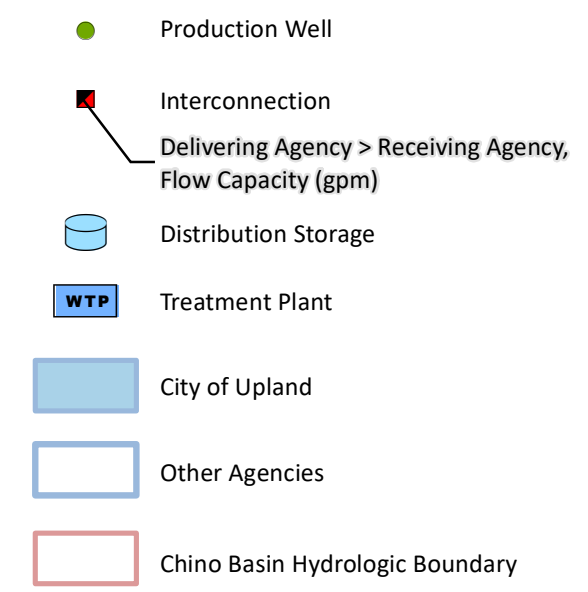 Production Well
Interconnection
Delivering Agency > Receiving Agency,
Flow Capacity (gpm)
Distribution Storage
WTP Treatment Plant
City of Upland
Other Agencies
Chino Basin Hydrologic Boundary